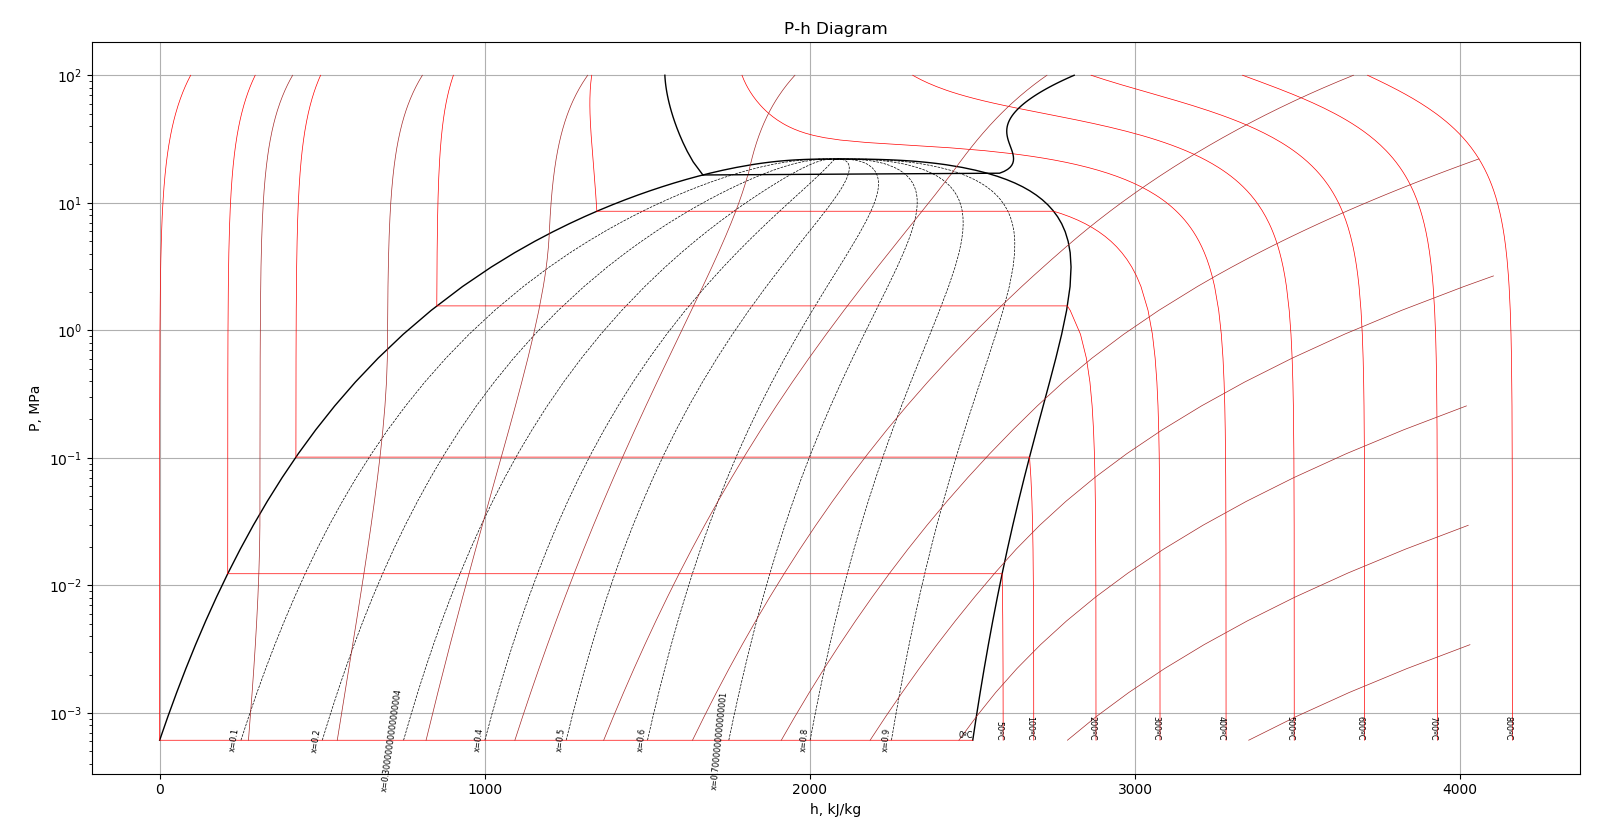 P-h Diagram
10²
10¹
10⁰
10⁻¹
10⁻²
10⁻³
P, MPa
x=0.1
x=0.2
x=0.30000000000000004
x=0.4
x=0.5
x=0.6
x=0.7000000000000001
x=0.8
x=0.9
0°C
50°C
100°C
200°C
300°C
400°C
500°C
600°C
700°C
800°C
0
1000
2000
3000
4000
h, kJ/kg